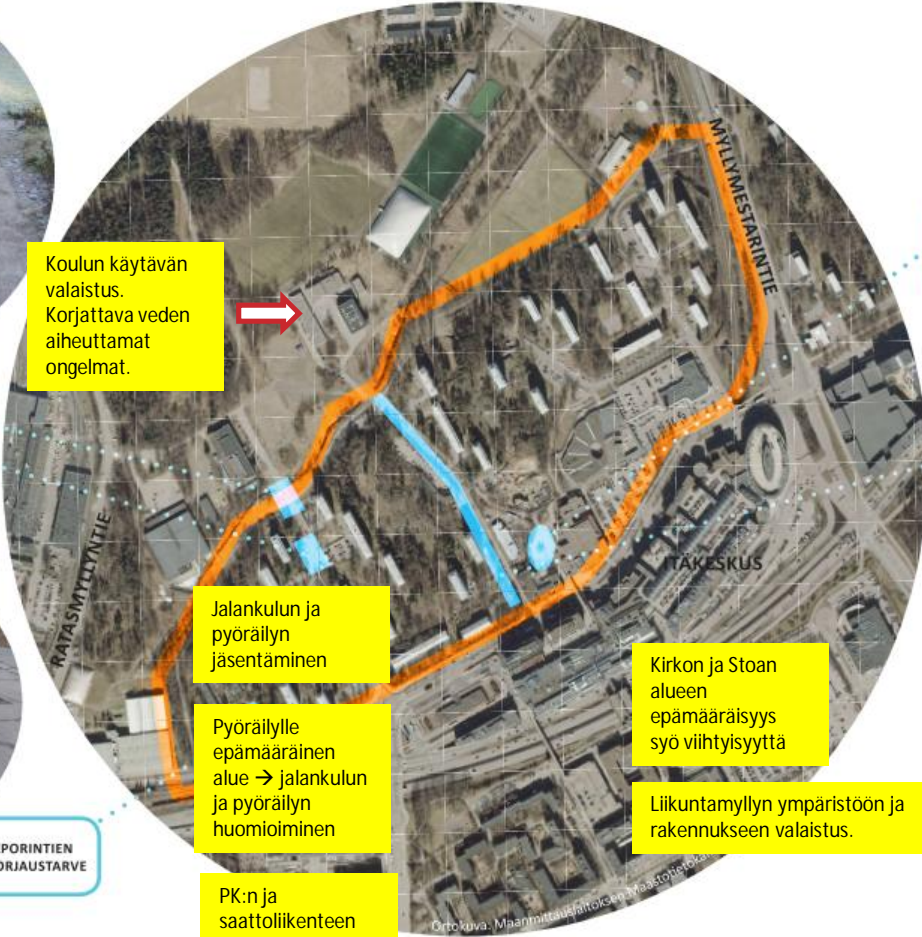 MYLLYMESTARINTIE
Koulun käytävän
valaistus.
Korjattava veden
aiheuttamat
ongelmat.
RATASMYLLYNTIE
ITÄKESKUS
Jalankulun ja
pyöräilyn
jäsentäminen
Kirkon ja Stoan
alueen
epämääräisyys
syö viihtyisyyttä
Pyöräilylle
epämääräinen
alue → jalankulun
ja pyöräilyn
huomioiminen
Liikuntamyllyn ympäristöön ja
rakennukseen valaistus.
PORINTIEN
ORJAUSTARVE
PK:n ja
saattoliikenteen
Ortokuva: Maanmittauslaitoksen